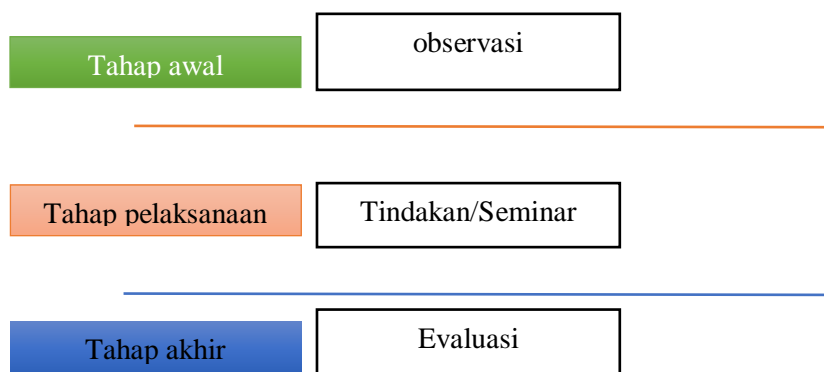 Tahap awal
observasi
Tahap pelaksanaan
Tindakan/Seminar
Tahap akhir
Evaluasi